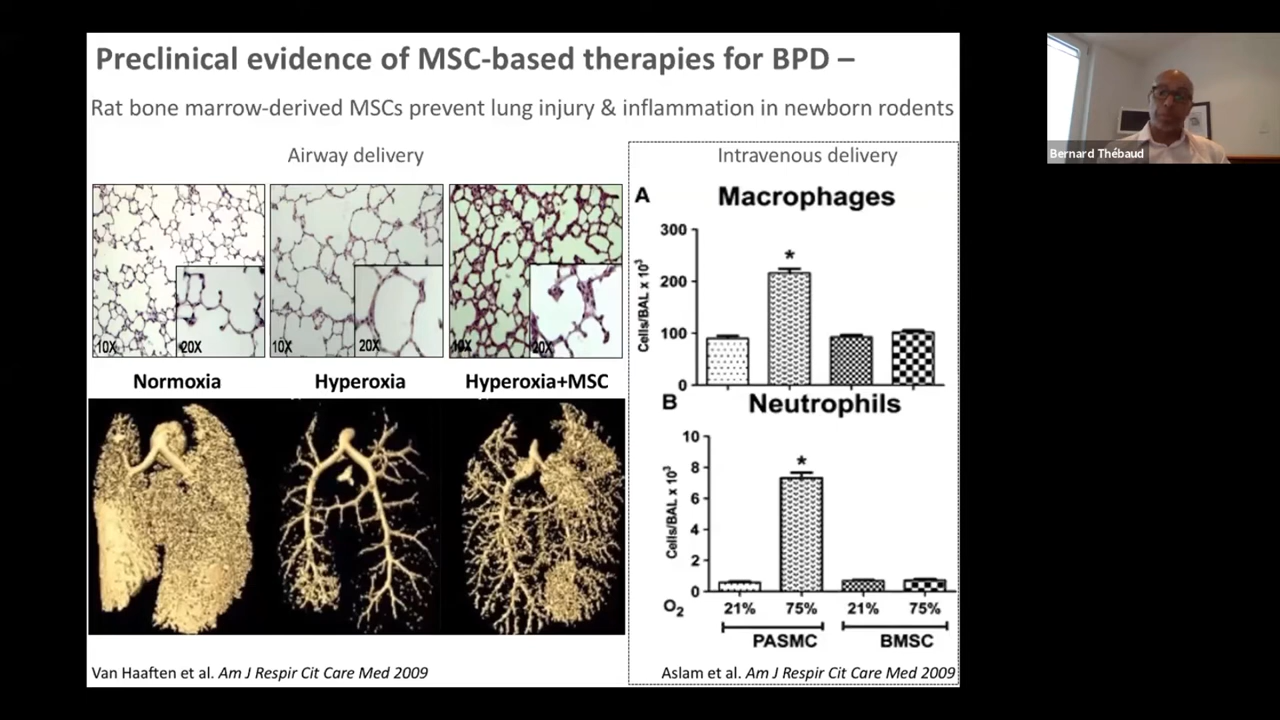 Preclinical evidence of MSC-based therapies for BPD –
Rat bone marrow-derived MSCs prevent lung injury & inflammation in newborn rodents
Airway delivery
10X
20X
10X
20X
10X
20X
Normoxia
Hyperoxia
Hyperoxia+MSC
Van Haaften et al. Am J Respir Cit Care Med 2009
Intravenous delivery
A
Macrophages
Cells/BAL x 10³
300
200
100
0
*
B
Neutrophils
Cells/BAL x 10³
10
8
6
4
2
0
*
O₂
21%
75%
21%
75%
PASMC
BMSC
Aslam et al. Am J Respir Cit Care Med 2009
Bernard Thébaud